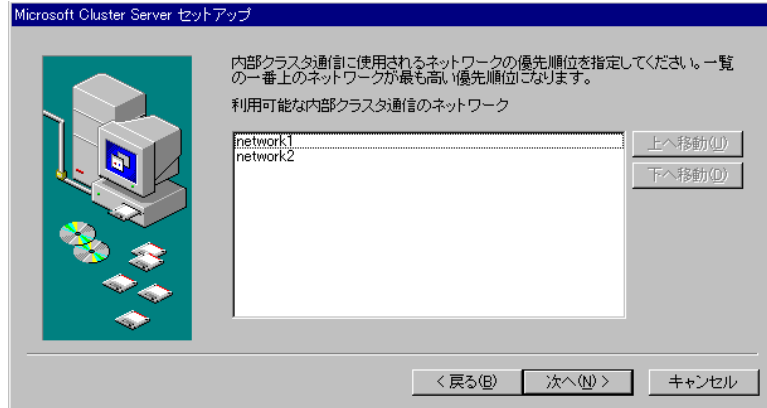 Microsoft Cluster Server セットアップ
内部クラスタ通信に使用されるネットワークの優先順位を指定してください。一覧
の一番上のネットワークが最も高い優先順位になります。
利用可能な内部クラスタ通信のネットワーク
network1
network2
上へ移動(U)
下へ移動(D)
< 戻る(B)
次へ(N) >
キャンセル